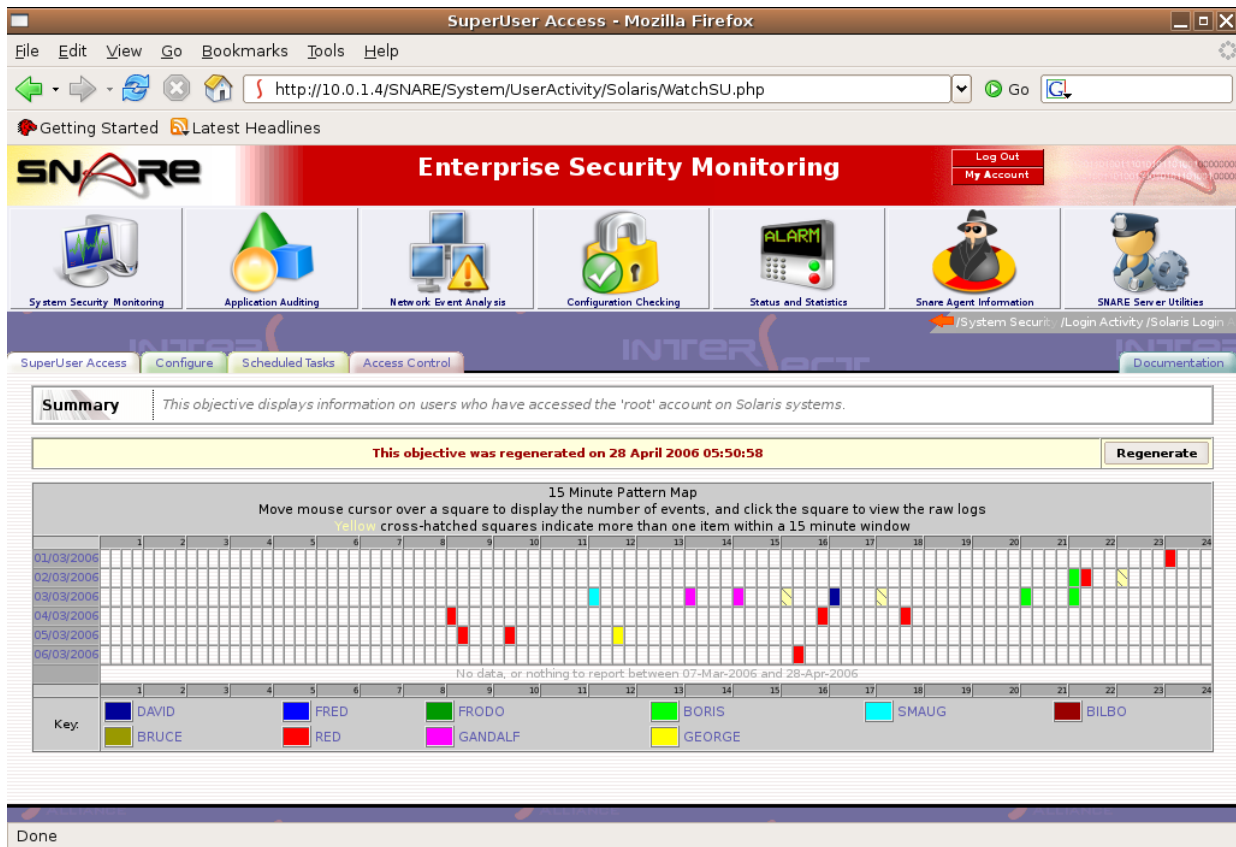 SuperUser Access - Mozilla Firefox
File Edit View Go Bookmarks Tools Help
http://10.0.1.4/SNARE/System/UserActivity/Solaris/WatchSU.php Go G
Getting Started Latest Headlines
SNARE Enterprise Security Monitoring
Log Out
My Account
ALARM
System Security Monitoring Application Auditing Network Event Analysis Configuration Checking Status and Statistics Snare Agent Information SNARE Server Utilities
/System Security /Login Activity /Solaris Login
INTER
SuperUser Access Configure Scheduled Tasks Access Control Documentation
Summary This objective displays information on users who have accessed the 'root' account on Solaris systems.
This objective was regenerated on 28 April 2006 05:50:58 Regenerate
15 Minute Pattern Map
Move mouse cursor over a square to display the number of events, and click the square to view the raw logs
Yellow cross-hatched squares indicate more than one item within a 15 minute window
1 2 3 4 5 6 7 8 9 10 11 12 13 14 15 16 17 18 19 20 21 22 23 24
01/03/2006
02/03/2006
03/03/2006
04/03/2006
05/03/2006
06/03/2006
No data, or nothing to report between 07-Mar-2006 and 28-Apr-2006
1 2 3 4 5 6 7 8 9 10 11 12 13 14 15 16 17 18 19 20 21 22 23 24
Key: DAVID FRED FRODO BORIS SMAUG BILBO
BRUCE RED GANDALF GEORGE
Done